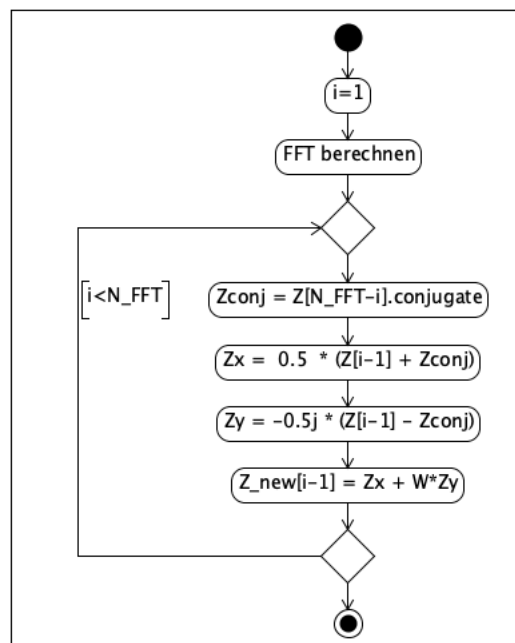 i=1
FFT berechnen
[i<N_FFT]
Zconj = Z[N_FFT-i].conjugate
Zx =  0.5  * (Z[i-1] + Zconj)
Zy = -0.5j * (Z[i-1] - Zconj)
Z_new[i-1] = Zx + W*Zy